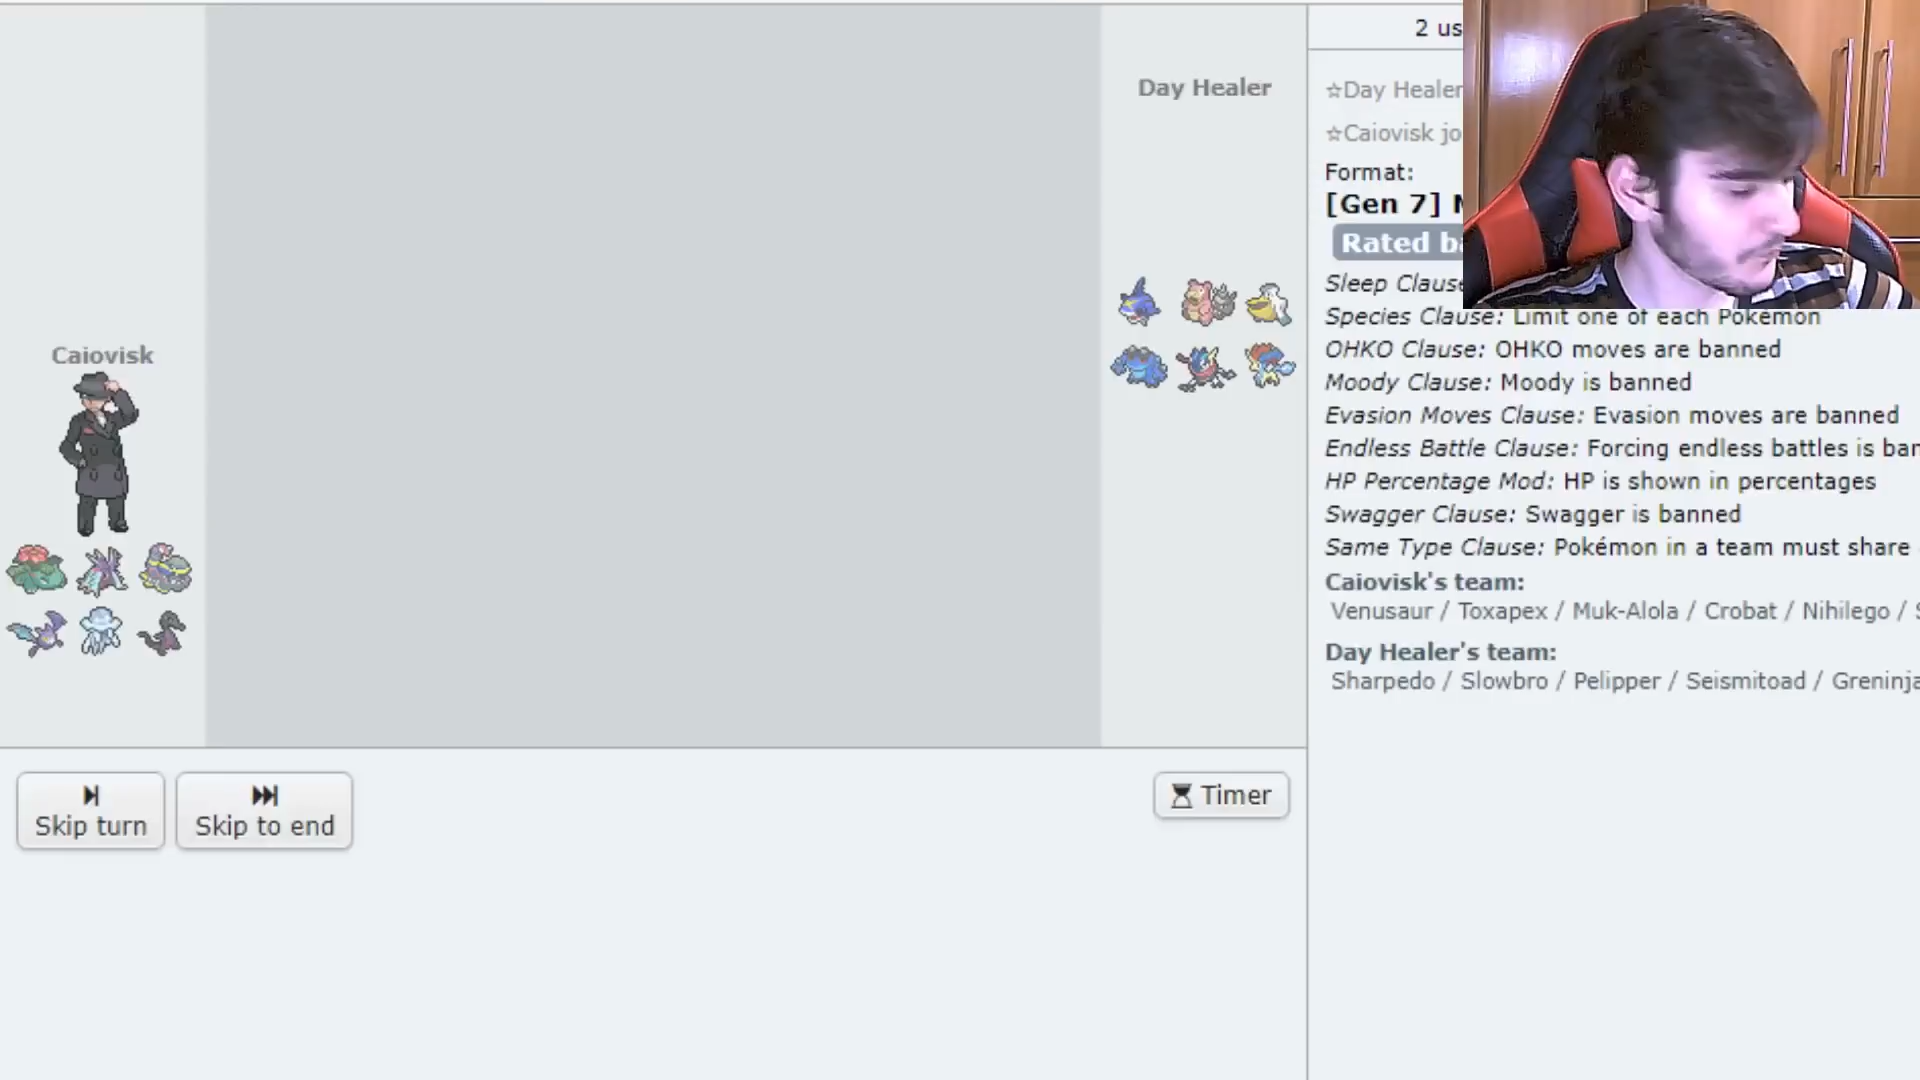 2 us
Day Healer
☆Day Healer
☆Caiovisk jo
Format:
[Gen 7]
Rated ba
Sleep Clause
Species Clause: Limit one of each Pokémon
OHKO Clause: OHKO moves are banned
Moody Clause: Moody is banned
Evasion Moves Clause: Evasion moves are banned
Endless Battle Clause: Forcing endless battles is ban
HP Percentage Mod: HP is shown in percentages
Swagger Clause: Swagger is banned
Same Type Clause: Pokémon in a team must share
Caiovisk's team:
Venusaur / Toxapex / Muk-Alola / Crobat / Nihilego / S
Day Healer's team:
Sharpedo / Slowbro / Pelipper / Seismitoad / Greninja
Caiovisk
Skip turn
Skip to end
Timer